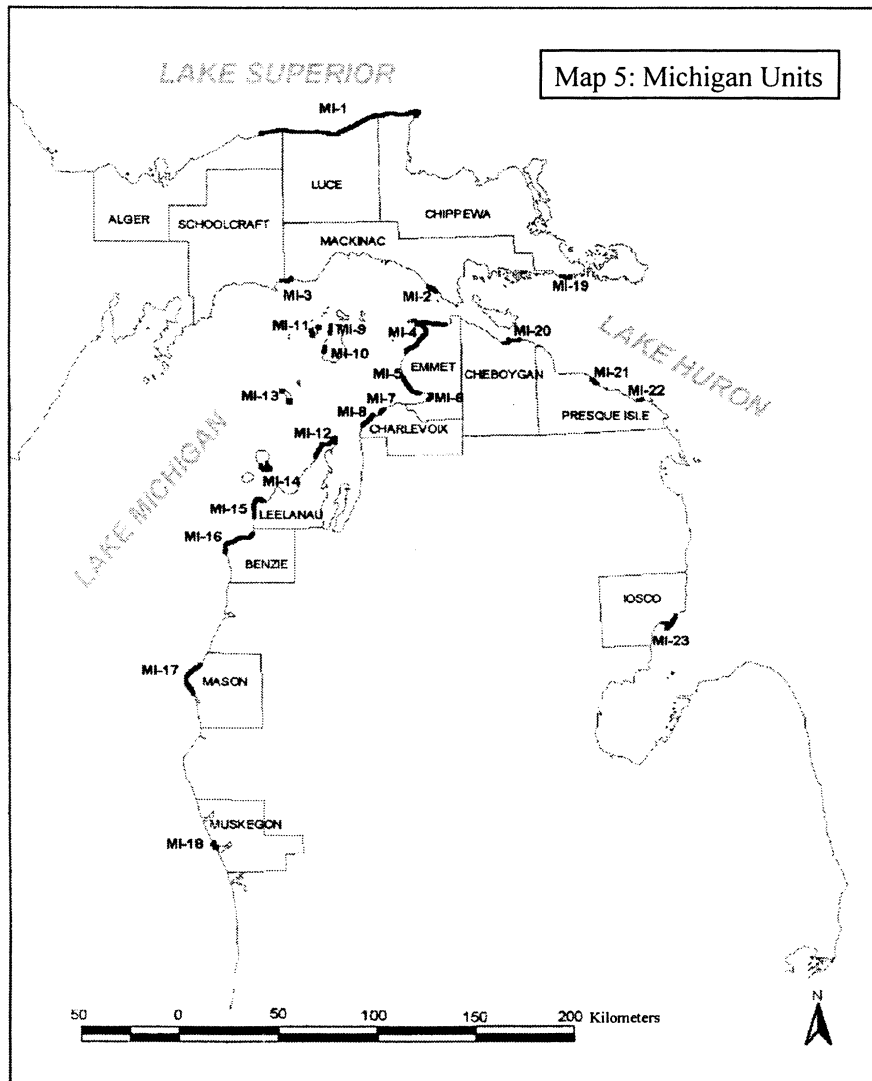 Map 5: Michigan Units
LAKE SUPERIOR
MI-1
LUCE
ALGER
SCHOOLCRAFT
CHIPPEWA
MACKINAC
MI-3
MI-2
MI-19
MI-11
MI-9
MI-4
MI-20
LAKE HURON
MI-10
EMMET
CHEBOYGAN
MI-5
MI-21
MI-13
MI-7
MI-6
MI-22
MI-8
PRESQUE ISLE
MI-12
CHARLEVOIX
LAKE MICHIGAN
MI-14
MI-15
LEELANAU
MI-16
BENZIE
IOSCO
MI-23
MI-17
MASON
MUSKEGON
MI-18
N
50 0 50 100 150 200 Kilometers